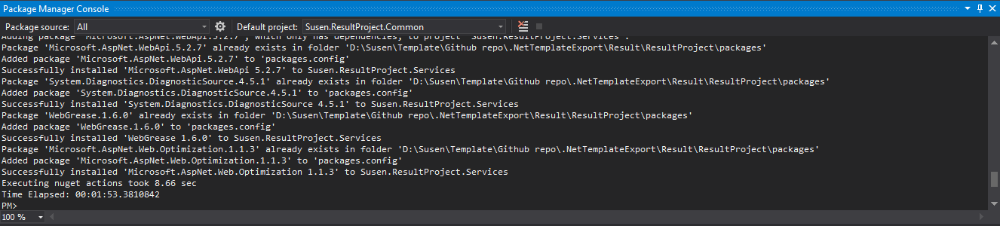 Package Manager Console
Package source: All Default project: Susen.ResultProject.Common
Adding package 'Microsoft.AspNet.WebApi.5.2.7', which only has dependencies, to project 'Susen.ResultProject.Services'.
Package 'Microsoft.AspNet.WebApi.5.2.7' already exists in folder 'D:\Susen\Template\Github repo\.NetTemplateExport\Result\ResultProject\packages'
Added package 'Microsoft.AspNet.WebApi.5.2.7' to 'packages.config'
Successfully installed 'Microsoft.AspNet.WebApi 5.2.7' to Susen.ResultProject.Services
Package 'System.Diagnostics.DiagnosticSource.4.5.1' already exists in folder 'D:\Susen\Template\Github repo\.NetTemplateExport\Result\ResultProject\packages'
Added package 'System.Diagnostics.DiagnosticSource.4.5.1' to 'packages.config'
Successfully installed 'System.Diagnostics.DiagnosticSource 4.5.1' to Susen.ResultProject.Services
Package 'WebGrease.1.6.0' already exists in folder 'D:\Susen\Template\Github repo\.NetTemplateExport\Result\ResultProject\packages'
Added package 'WebGrease.1.6.0' to 'packages.config'
Successfully installed 'WebGrease 1.6.0' to Susen.ResultProject.Services
Package 'Microsoft.AspNet.Web.Optimization.1.1.3' already exists in folder 'D:\Susen\Template\Github repo\.NetTemplateExport\Result\ResultProject\packages'
Added package 'Microsoft.AspNet.Web.Optimization.1.1.3' to 'packages.config'
Successfully installed 'Microsoft.AspNet.Web.Optimization 1.1.3' to Susen.ResultProject.Services
Executing nuget actions took 8.66 sec
Time Elapsed: 00:01:53.3810842
PM>
100 %